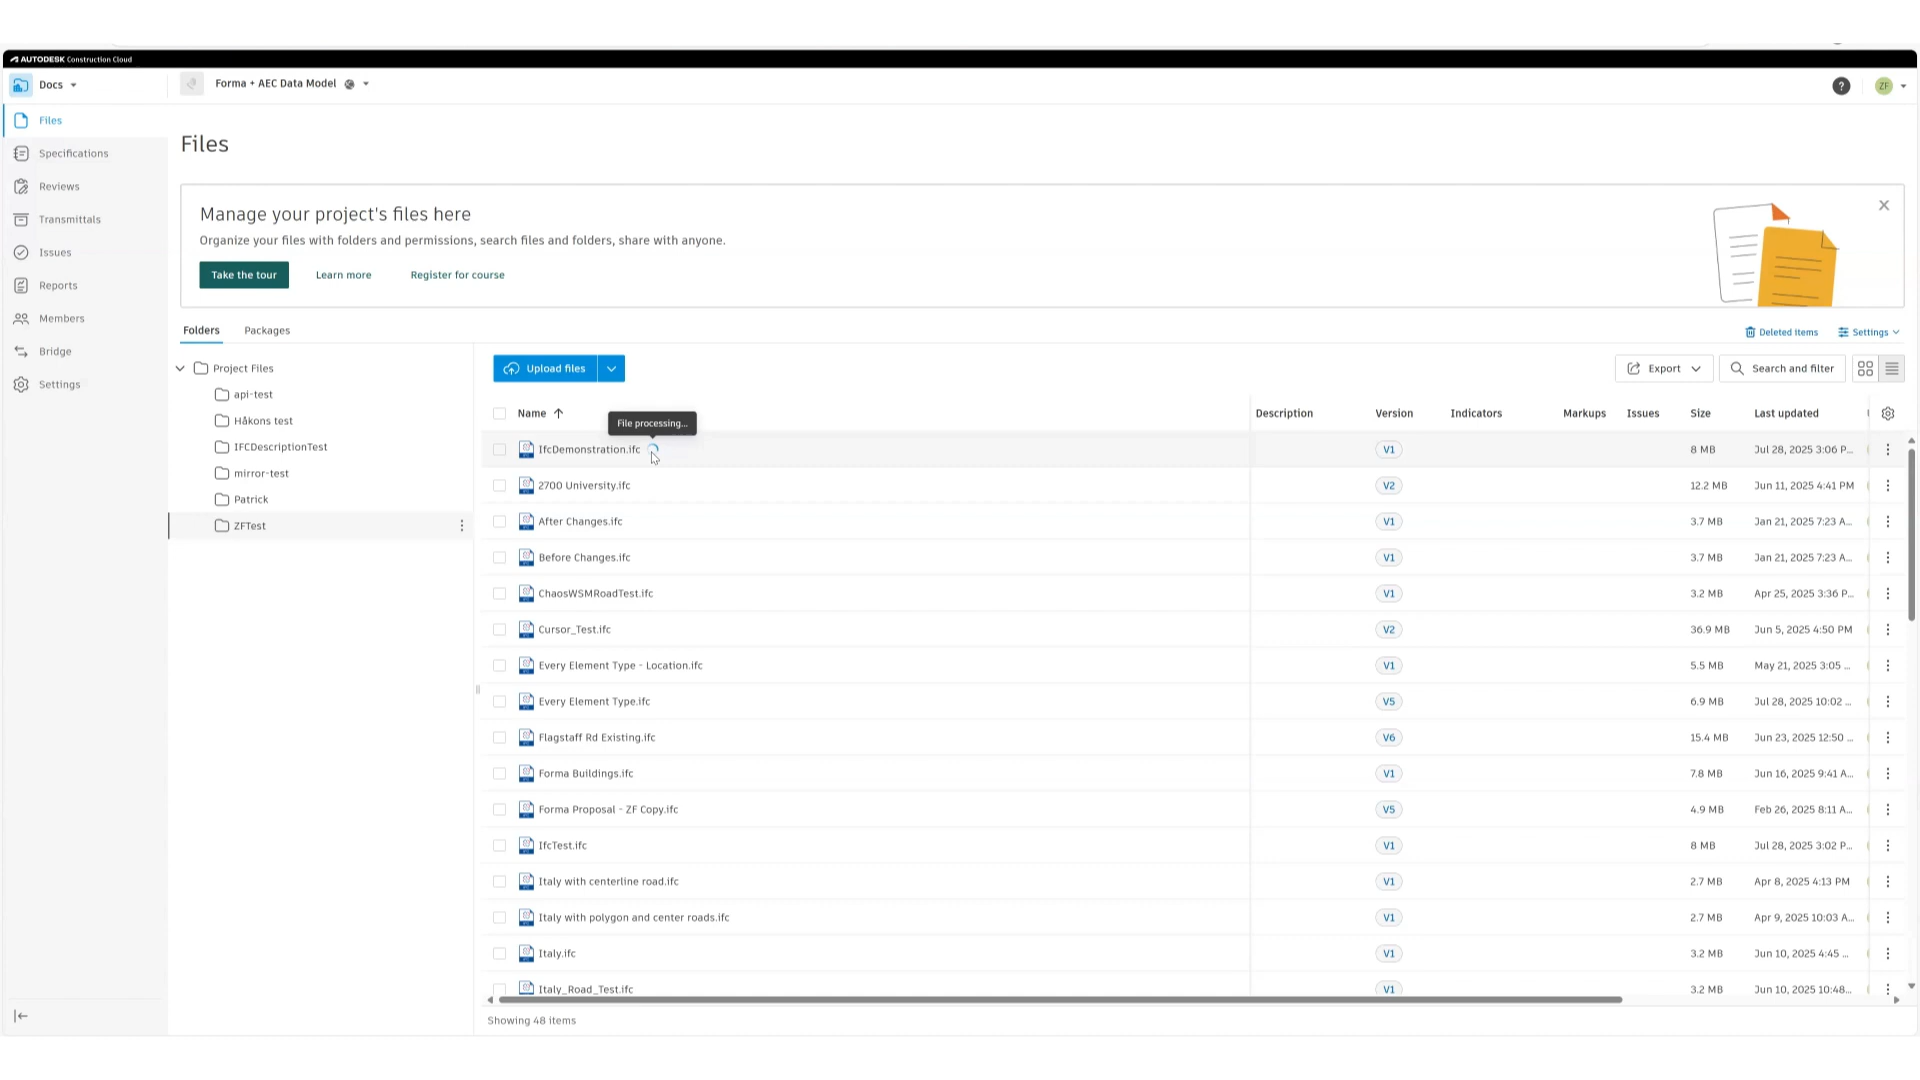 AUTODESK Construction Cloud
Docs
Forma + AEC Data Model
?
ZF
Files
Specifications
Reviews
Transmittals
Issues
Reports
Members
Bridge
Settings
Files
Manage your project's files here
Organize your files with folders and permissions, search files and folders, share with anyone.
Take the tour
Learn more
Register for course
Folders
Packages
Deleted items
Settings
Project Files
api-test
Håkons test
IFCDescriptionTest
mirror-test
Patrick
ZFTest
Upload files
Export
Search and filter
Name Description Version Indicators Markups Issues Size Last updated
File processing...
IfcDemonstration.ifc V1 8 MB Jul 28, 2025 3:06 P...
2700 University.ifc V2 12.2 MB Jun 11, 2025 4:41 PM
After Changes.ifc V1 3.7 MB Jan 21, 2025 7:23 A...
Before Changes.ifc V1 3.7 MB Jan 21, 2025 7:23 A...
ChaosWSMRoadTest.ifc V1 3.2 MB Apr 25, 2025 3:36 P...
Cursor_Test.ifc V2 36.9 MB Jun 5, 2025 4:50 PM
Every Element Type - Location.ifc V1 5.5 MB May 21, 2025 3:05 ...
Every Element Type.ifc V5 6.9 MB Jul 28, 2025 10:02 ...
Flagstaff Rd Existing.ifc V6 15.4 MB Jun 23, 2025 12:50 ...
Forma Buildings.ifc V1 7.8 MB Jun 16, 2025 9:41 A...
Forma Proposal - ZF Copy.ifc V5 4.9 MB Feb 26, 2025 8:11 A...
IfcTest.ifc V1 8 MB Jul 28, 2025 3:02 P...
Italy with centerline road.ifc V1 2.7 MB Apr 8, 2025 4:13 PM
Italy with polygon and center roads.ifc V1 2.7 MB Apr 9, 2025 10:03 A...
Italy.ifc V1 3.2 MB Jun 10, 2025 4:45 ...
Italy_Road_Test.ifc V1 3.2 MB Jun 10, 2025 10:48...
Showing 48 items